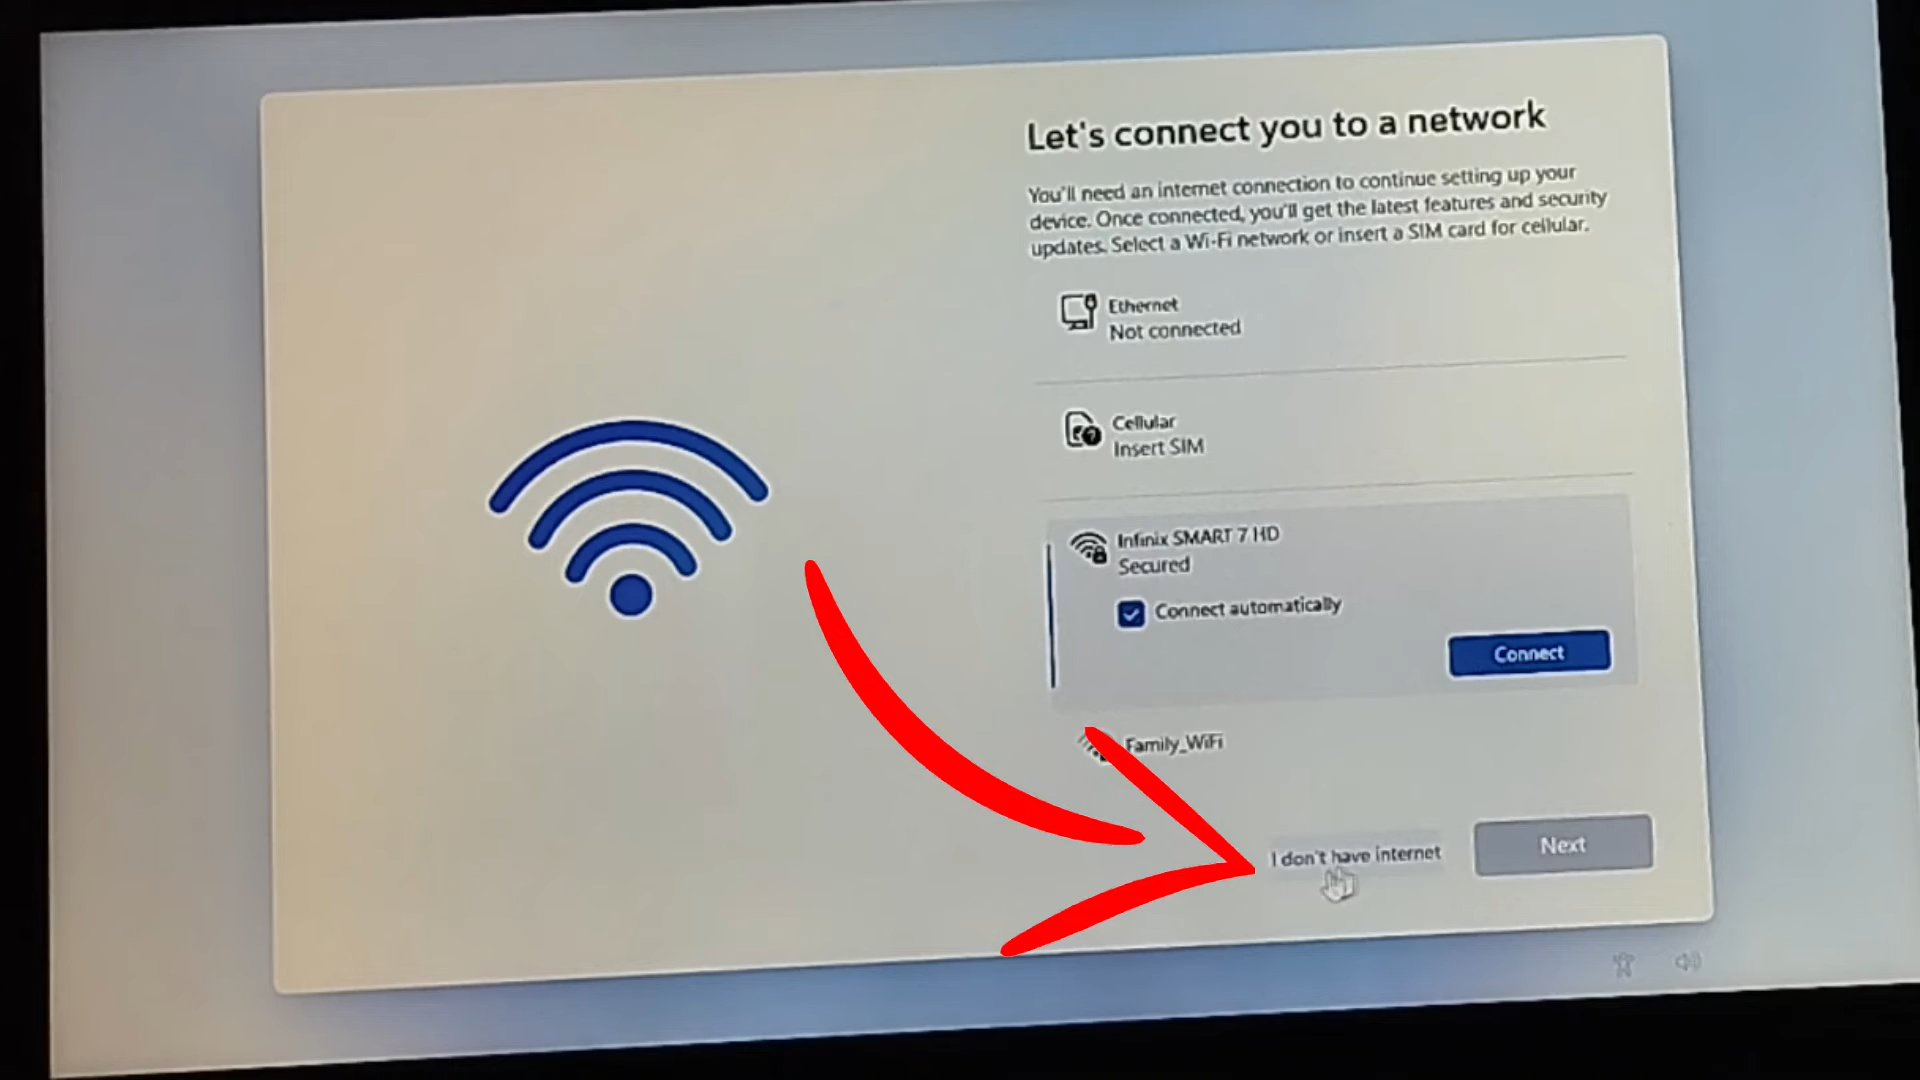 Let's connect you to a network
You'll need an internet connection to continue setting up your
device. Once connected, you'll get the latest features and security
updates. Select a Wi-Fi network or insert a SIM card for cellular.
Ethernet
Not connected
Cellular
Insert SIM
Infinix SMART 7 HD
Secured
Connect automatically
Connect
Family_WiFi
I don't have internet
Next